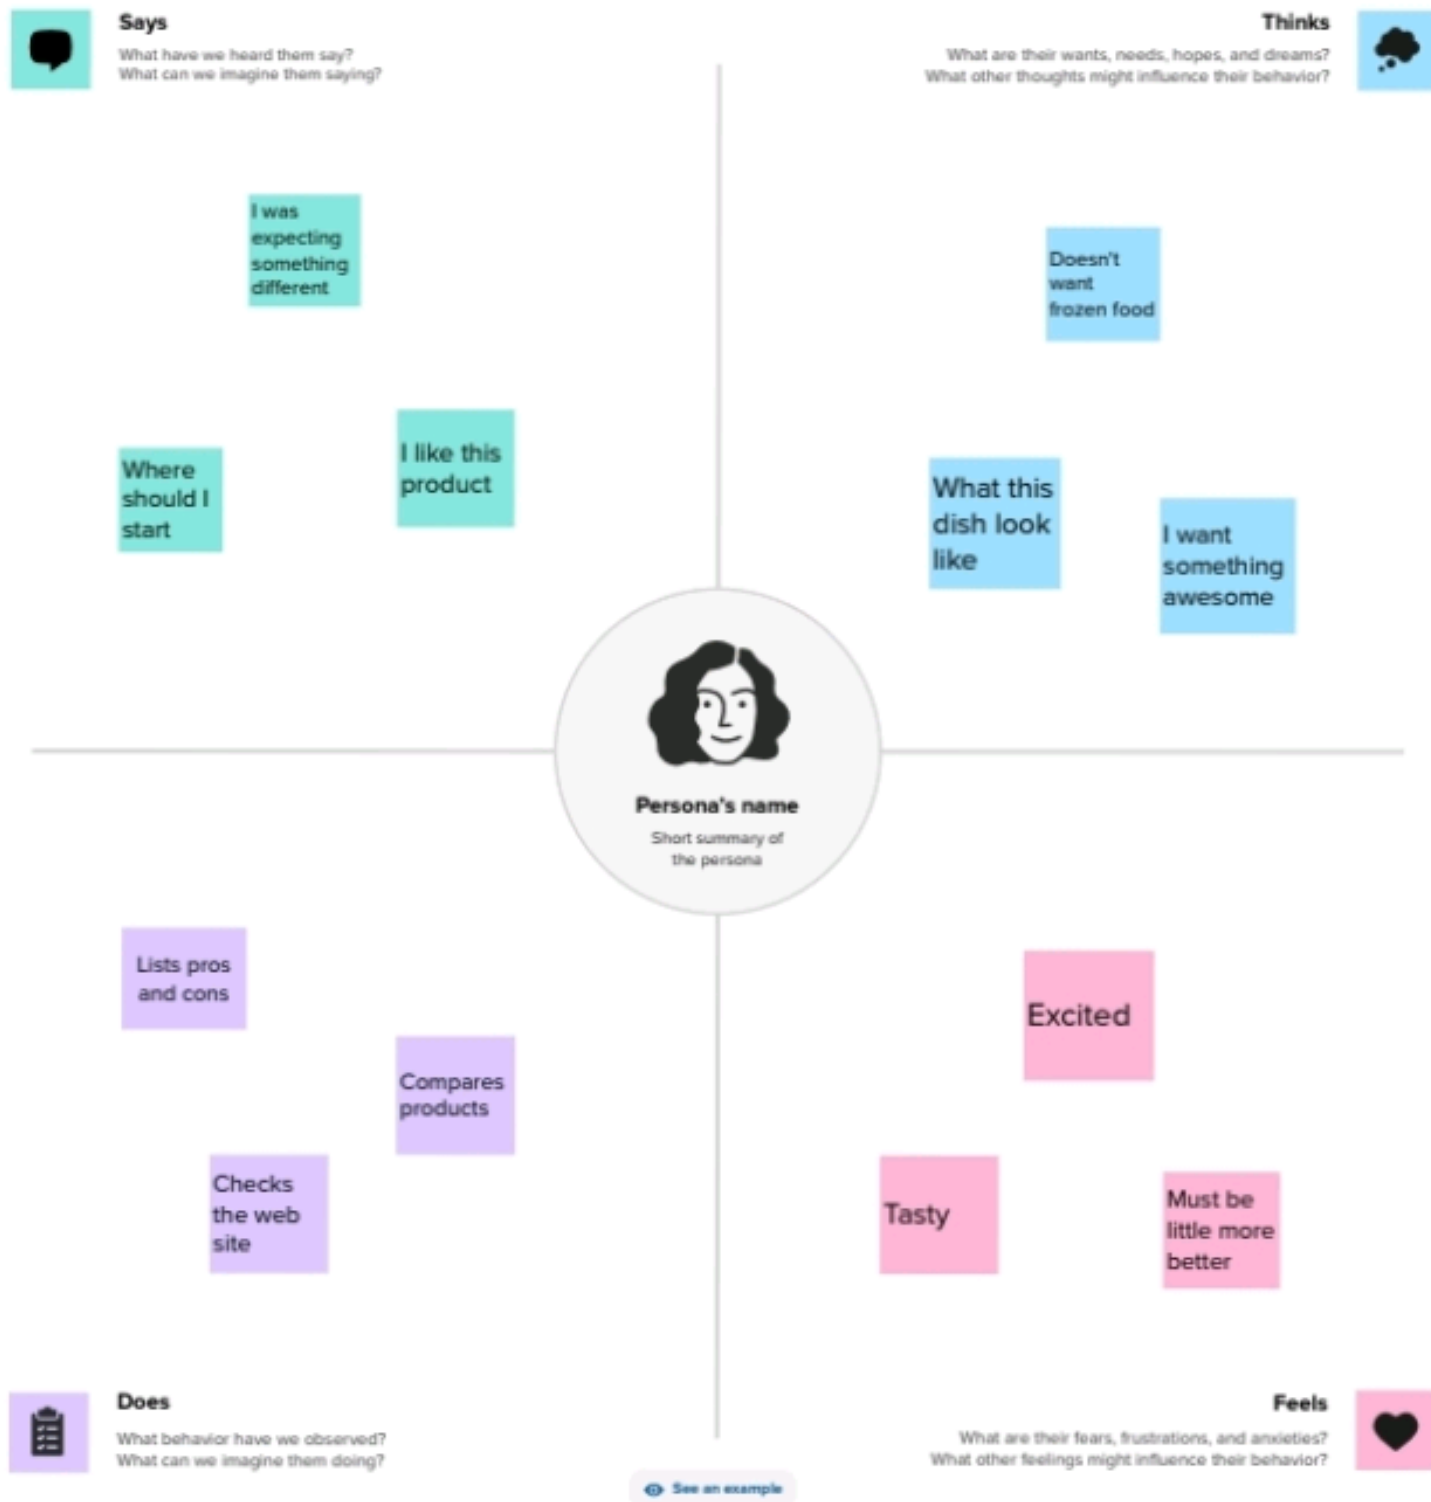 Says
What have we heard them say?
What can we imagine them saying?
Thinks
What are their wants, needs, hopes, and dreams?
What other thoughts might influence their behavior?
I was
expecting
something
different
Where
should I
start
I like this
product
Doesn't
want
frozen food
What this
dish look
like
I want
something
awesome
Persona's name
Short summary of
the persona
Lists pros
and cons
Compares
products
Checks
the web
site
Excited
Tasty
Must be
little more
better
Does
What behavior have we observed?
What can we imagine them doing?
Feels
What are their fears, frustrations, and anxieties?
What other feelings might influence their behavior?
See an example